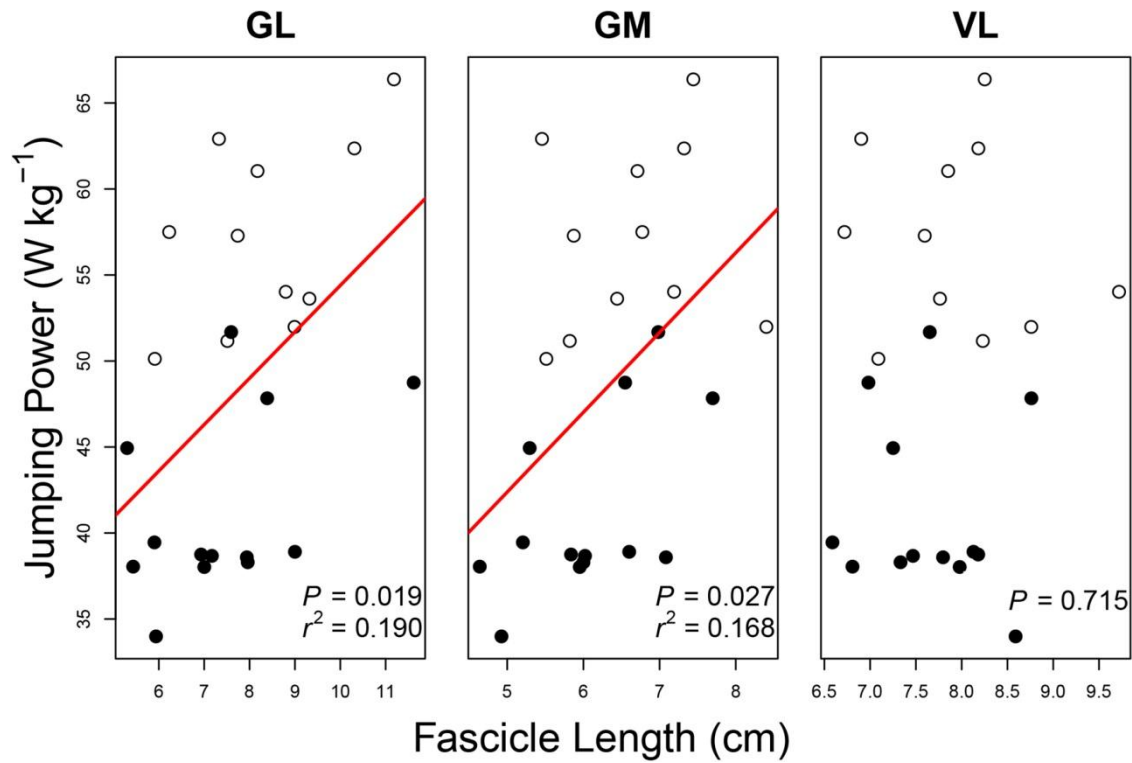 GL GM VL
Jumping Power (W kg⁻¹)
65
60
55
50
45
40
35
P = 0.019
r² = 0.190
P = 0.027
r² = 0.168
P = 0.715
6 7 8 9 10 11
5 6 7 8
6.5 7.0 7.5 8.0 8.5 9.0 9.5
Fascicle Length (cm)